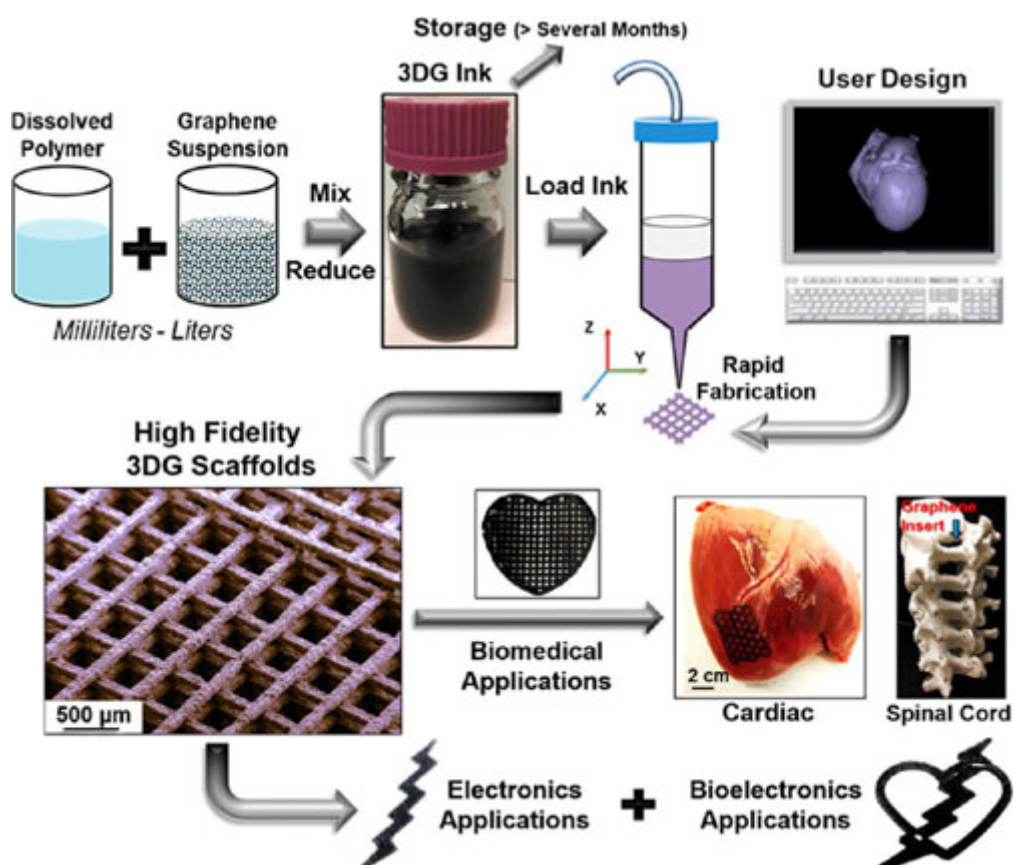 Storage (> Several Months)
3DG Ink
User Design
Dissolved
Polymer
Graphene
Suspension
Mix
Reduce
Load Ink
Milliliters - Liters
Z
Y
X
Rapid
Fabrication
High Fidelity
3DG Scaffolds
500 µm
Biomedical
Applications
2 cm
Cardiac
Graphene
Insert
Spinal Cord
Electronics
Applications
Bioelectronics
Applications